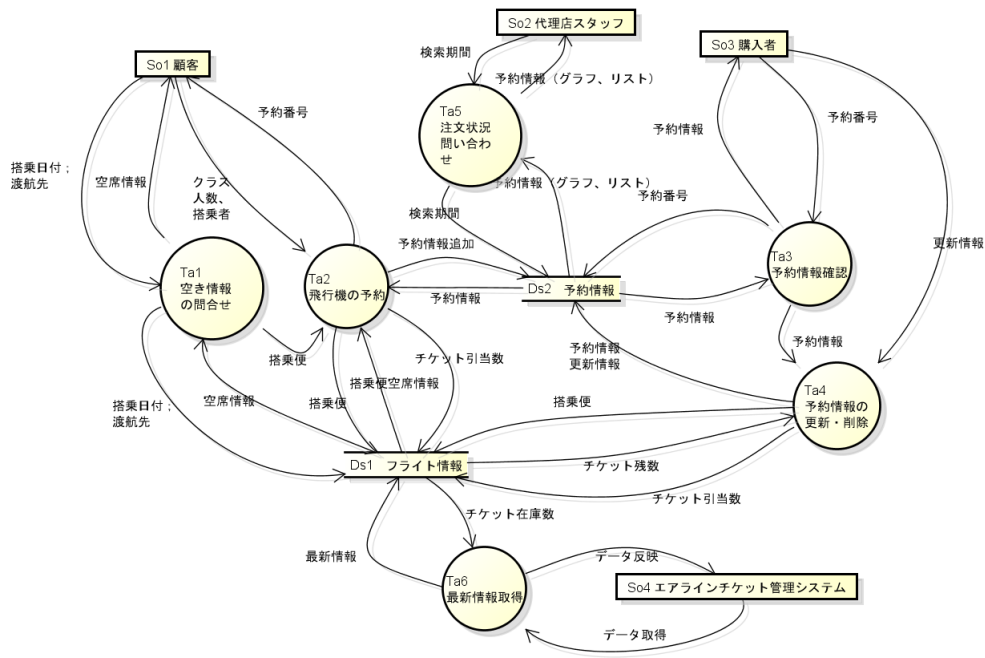 So2 代理店スタッフ
So3 購入者
So1 顧客
検索期間
予約情報（グラフ、リスト）
予約番号
Ta5
注文状況
問い合わ
せ
予約情報
予約番号
搭乗日付；
渡航先
空席情報
クラス
人数、
搭乗者
予約情報（グラフ、リスト）
予約番号
検索期間
予約情報追加
更新情報
Ta1
空き情報
の問合せ
Ta2
飛行機の予約
Ta3
予約情報確認
Ds2 予約情報
予約情報
予約情報
搭乗便
チケット引当数
予約情報
更新情報
予約情報
搭乗便
空席情報
搭乗日付；
渡航先
空席情報
搭乗便
搭乗便
Ta4
予約情報の
更新・削除
Ds1 フライト情報
チケット残数
チケット引当数
チケット在庫数
最新情報
データ反映
Ta6
最新情報取得
So4 エアラインチケット管理システム
データ取得